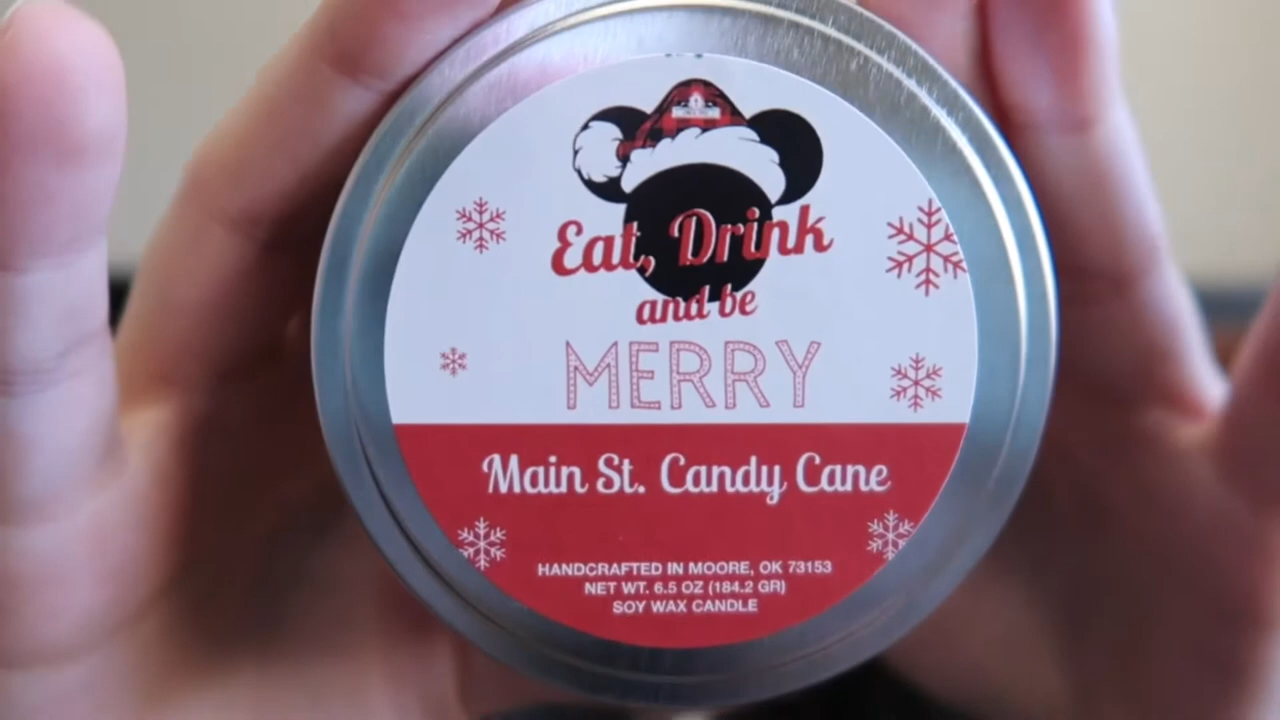 Eat, Drink
and be
MERRY
Main St. Candy Cane
HANDCRAFTED IN MOORE, OK 73153
NET WT. 6.5 OZ (184.2 GR)
SOY WAX CANDLE